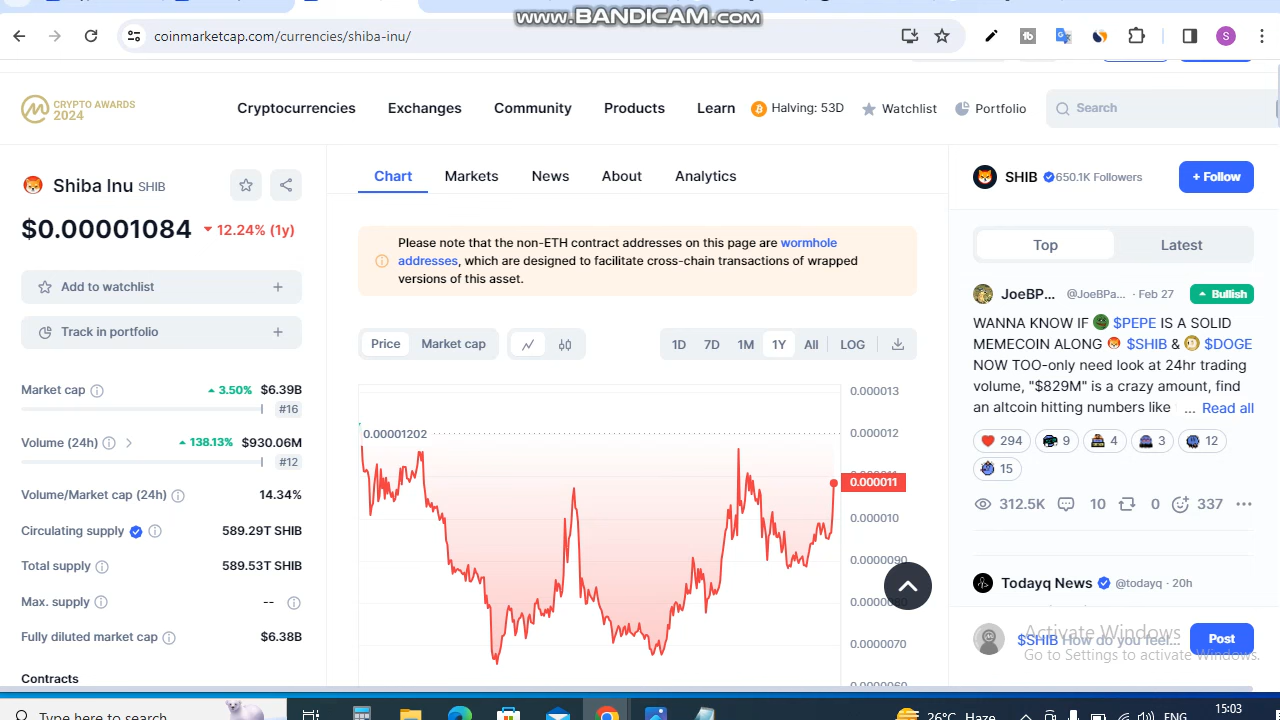 www.BANDICAM.com
coinmarketcap.com/currencies/shiba-inu/
CRYPTO AWARDS
2024
Cryptocurrencies Exchanges Community Products Learn Halving: 53D Watchlist Portfolio Search
Shiba Inu SHIB
$0.00001084 12.24% (1y)
Add to watchlist +
Track in portfolio +
Market cap 3.50% $6.39B
#16
Volume (24h) 138.13% $930.06M
#12
Volume/Market cap (24h) 14.34%
Circulating supply 589.29T SHIB
Total supply 589.53T SHIB
Max. supply --
Fully diluted market cap $6.38B
Contracts
Chart Markets News About Analytics
Please note that the non-ETH contract addresses on this page are wormhole
addresses, which are designed to facilitate cross-chain transactions of wrapped
versions of this asset.
Price Market cap 1D 7D 1M 1Y All LOG
0.000013
0.00001202
0.000012
0.000011
0.000010
0.0000090
0.0000070
SHIB 650.1K Followers + Follow
Top Latest
JoeBP... @JoeBPa... · Feb 27 Bullish
WANNA KNOW IF $PEPE IS A SOLID
MEMECOIN ALONG $SHIB & $DOGE
NOW TOO-only need look at 24hr trading
volume, "$829M" is a crazy amount, find
an altcoin hitting numbers like ... Read all
294 9 4 3 12
15
312.5K 10 0 337
Todayq News @todayq · 20h
$SHIB How do you feel... Post
Activate Windows
Go to Settings to activate Windows.
Type here to search
26°C Haze ENG 15:03